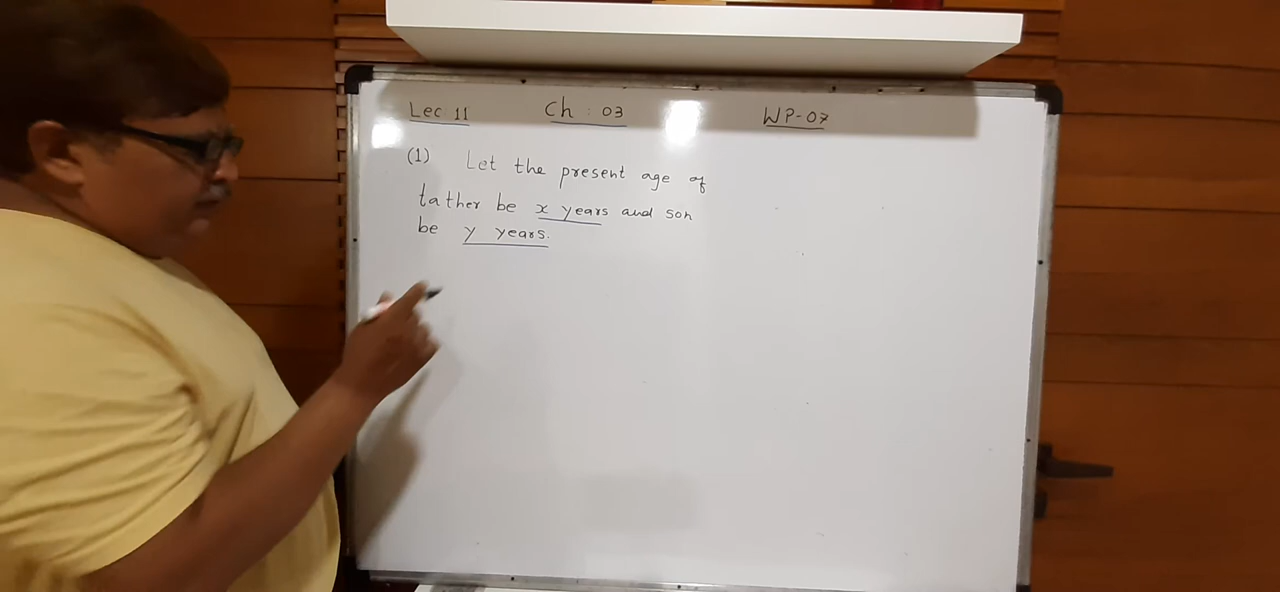 Lec 11 Ch : 03 WP-07
(1) Let the present age of
father be x years and son
be y years.